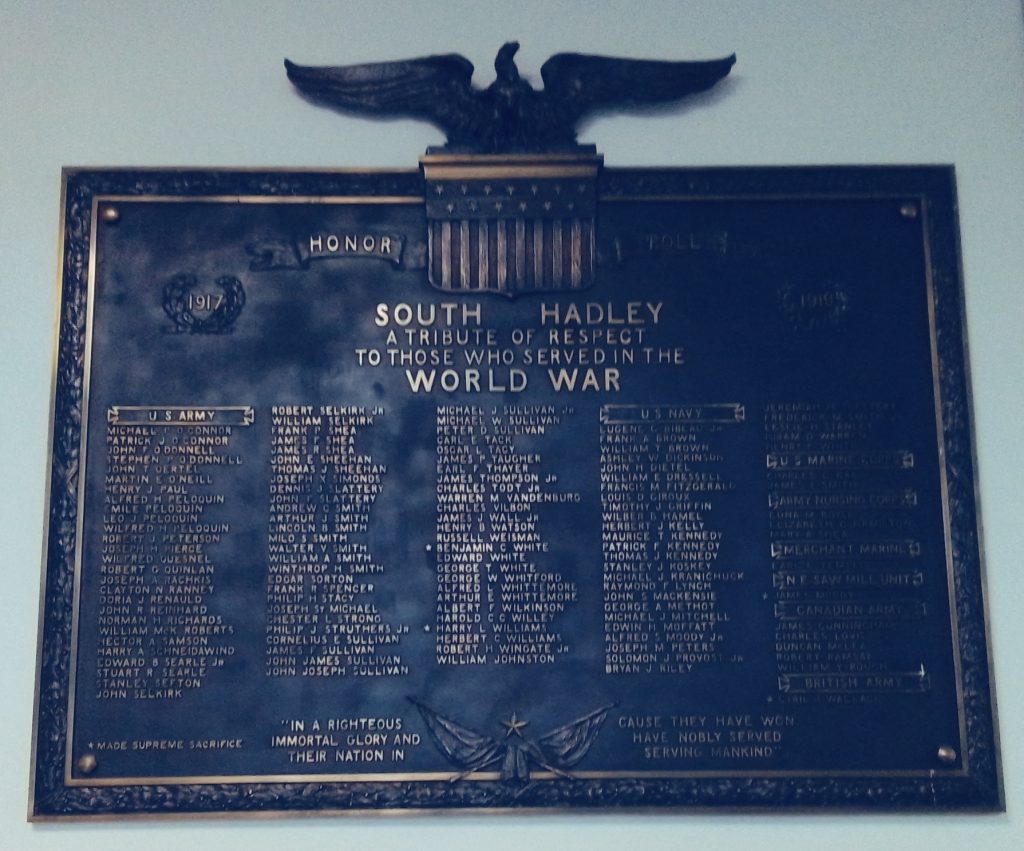 HONOR ROLL
1917
SOUTH HADLEY
A TRIBUTE OF RESPECT
TO THOSE WHO SERVED IN THE
WORLD WAR
U S ARMY
MICHAEL O CONNOR
PATRICK J O CONNOR
JOHN F O DONNELL
STEPHEN P O DONNELL
JOHN T OERTEL
MARTIN E O NEILL
HENRY J PAUL
ALFRED H PELOQUIN
EMILE PELOQUIN
LEO J PELOQUIN
WILFRED H PELOQUIN
ROBERT J PETERSON
JOSEPH H PIERCE
WILFRED QUESNEL
ROBERT G QUINLAN
JOSEPH A RACHKIS
CLAYTON N RANNEY
DORIA J RENAULD
JOHN R REINHARD
NORMAN H RICHARDS
WILLIAM MCK ROBERTS
HECTOR A SAMSON
HARRY A SCHNEIDAWIND
EDWARD B SEARLE JR
STUART R SEARLE
STANLEY SEFTON
JOHN SELKIRK
ROBERT SELKIRK JR
WILLIAM SELKIRK
FRANK B SHEA
JAMES F SHEA
JAMES R SHEA
JOHN E SHEEHAN
THOMAS J SHEEHAN
JOSEPH X SIMONDS
DENNIS J SLATTERY
JOHN F SLATTERY
ANDREW C SMITH
ARTHUR J SMITH
LINCOLN B SMITH
MILO S SMITH
WALTER V SMITH
WILLIAM J SMITH
WINTHROP H SMITH
EDGAR SORTON
FRANK R SPENCER
PHILIP H STACY
JOSEPH ST MICHAEL
CHESTER L STRONG
PHILIP J STRUTHERS JR
CORNELIUS E SULLIVAN
JAMES F SULLIVAN
JOHN JAMES SULLIVAN
JOHN JOSEPH SULLIVAN
MICHAEL J SULLIVAN JR
MICHAEL W SULLIVAN
PETER D SULLIVAN
CARL E TACK
OSCAR L TACY
JAMES P TAUGHER
EARL F THAYER
JAMES THOMPSON JR
CHARLES TODT JR
WARREN M VANDENBURG
CHARLES VILBON
JAMES J WALL JR
HENRY B WATSON
RUSSELL WEISMAN
* BENJAMIN C WHITE
EDWARD WHITE
GEORGE T WHITE
GEORGE W WHITFORD
ALFRED L WHITTEMORE
ARTHUR E WHITTEMORE
ALBERT F WILKINSON
HAROLD C C WILLEY
* HARRY L WILLIAMS
HERBERT C WILLIAMS
ROBERT H WINGATE JR
WILLIAM JOHNSTON
U S NAVY
EUGENE C BIBEAU JR
FRANK A BROWN
WILLIAM T BROWN
ASHLEY W DICKINSON
JOHN H DIETEL
WILLIAM E DRESSELL
FRANCIS M FITZGERALD
LOUIS D GIROUX
TIMOTHY J GRIFFIN
WILBER D HAMEL
HERBERT J KELLY
MAURICE T KENNEDY
PATRICK F KENNEDY
THOMAS J KENNEDY
STANLEY J KOSKEY
MICHAEL J KRANICHUCK
RAYMOND F LYNCH
JOHN S MACKENSIE
GEORGE A METHOT
MICHAEL J MITCHELL
EDWIN H MOFFATT
ALFRED S MOODY JR
JOSEPH M PETERS
SOLOMON J PROVOST JR
BRYAN J RILEY
U S MARINE CORPS
ARMY NURSING CORPS
MERCHANT MARINE
N E SAW MILL UNIT
* JAMES MOODY
CANADIAN ARMY
JAMES CUNNINGHAM
CHARLES
DUNCAN
ROBERT RAMSAY
WILLIAM
BRITISH ARMY
* WALLACE
* MADE SUPREME SACRIFICE
"IN A RIGHTEOUS CAUSE THEY HAVE WON
IMMORTAL GLORY AND HAVE NOBLY SERVED
THEIR NATION IN SERVING MANKIND"